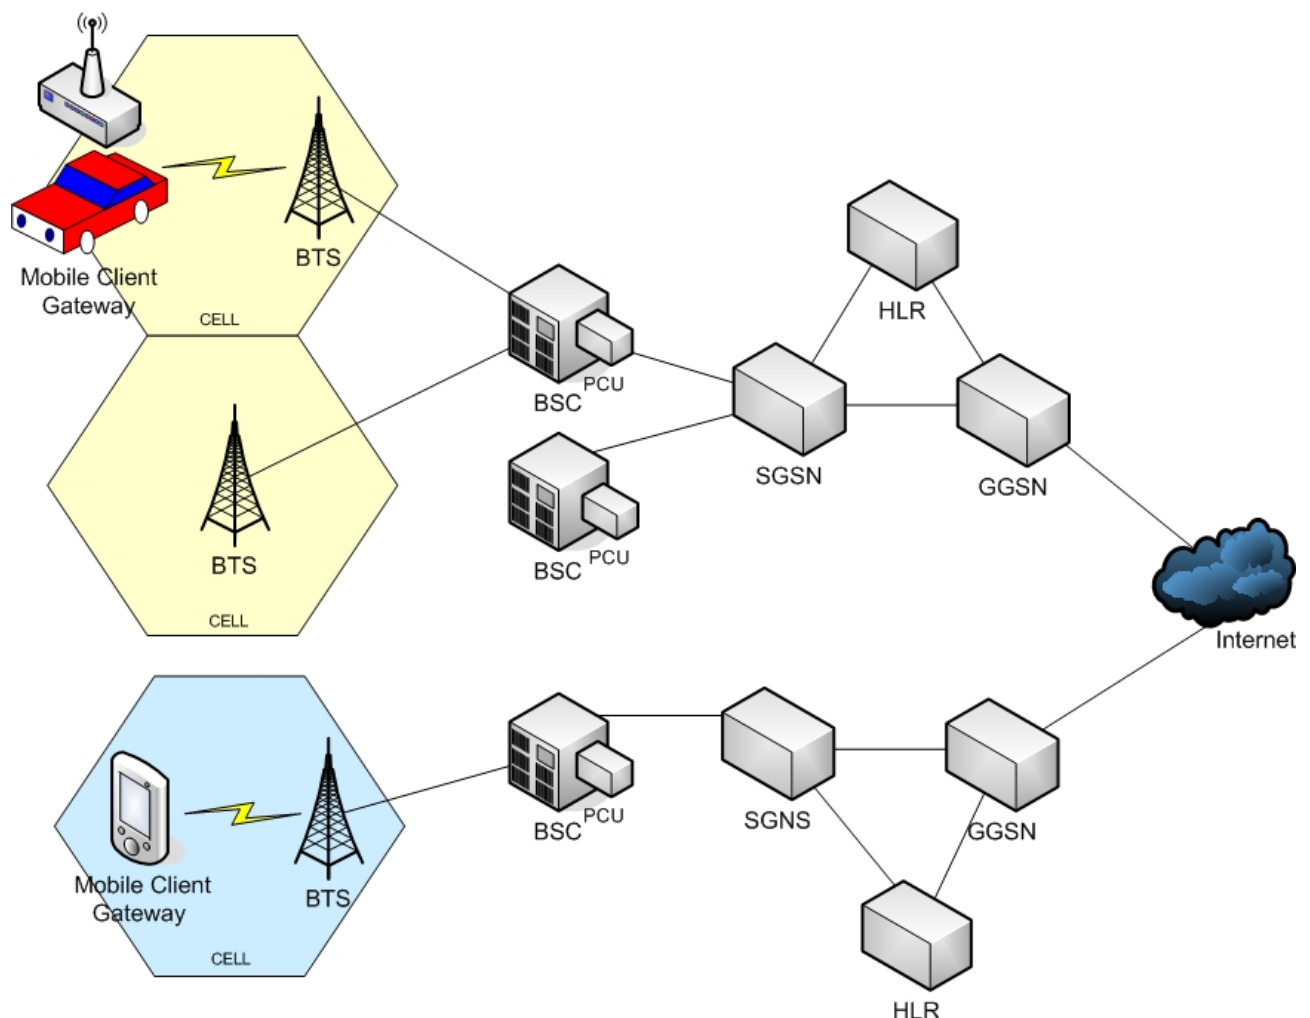 Mobile Client
Gateway
BTS
CELL
BTS
CELL
BSC
PCU
BSC
PCU
SGSN
HLR
GGSN
Internet
Mobile Client
Gateway
BTS
CELL
BSC
PCU
SGNS
GGSN
HLR